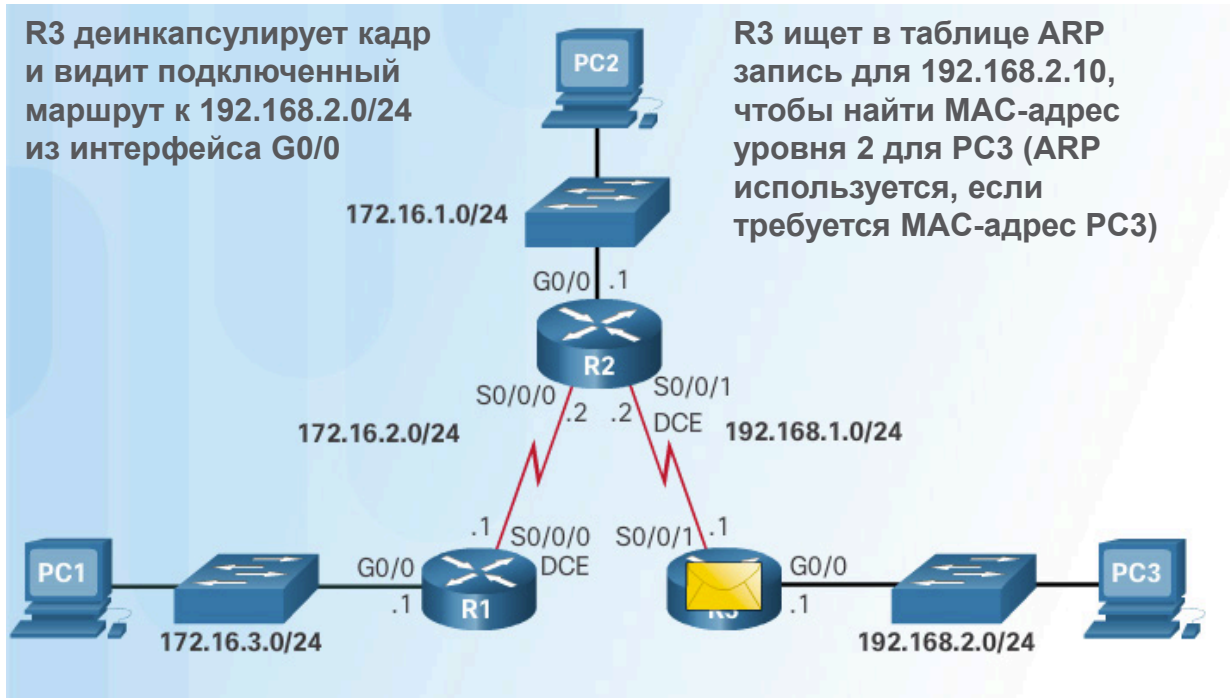 R3 деинкапсулирует кадр
и видит подключенный
маршрут к 192.168.2.0/24
из интерфейса G0/0
R3 ищет в таблице ARP
запись для 192.168.2.10,
чтобы найти MAC-адрес
уровня 2 для PC3 (ARP
используется, если
требуется MAC-адрес PC3)
PC2
172.16.1.0/24
G0/0
.1
R2
S0/0/0
.2
.2
S0/0/1
DCE
172.16.2.0/24
192.168.1.0/24
.1
S0/0/0
DCE
S0/0/1
.1
PC1
G0/0
.1
R1
G0/0
.1
PC3
172.16.3.0/24
192.168.2.0/24